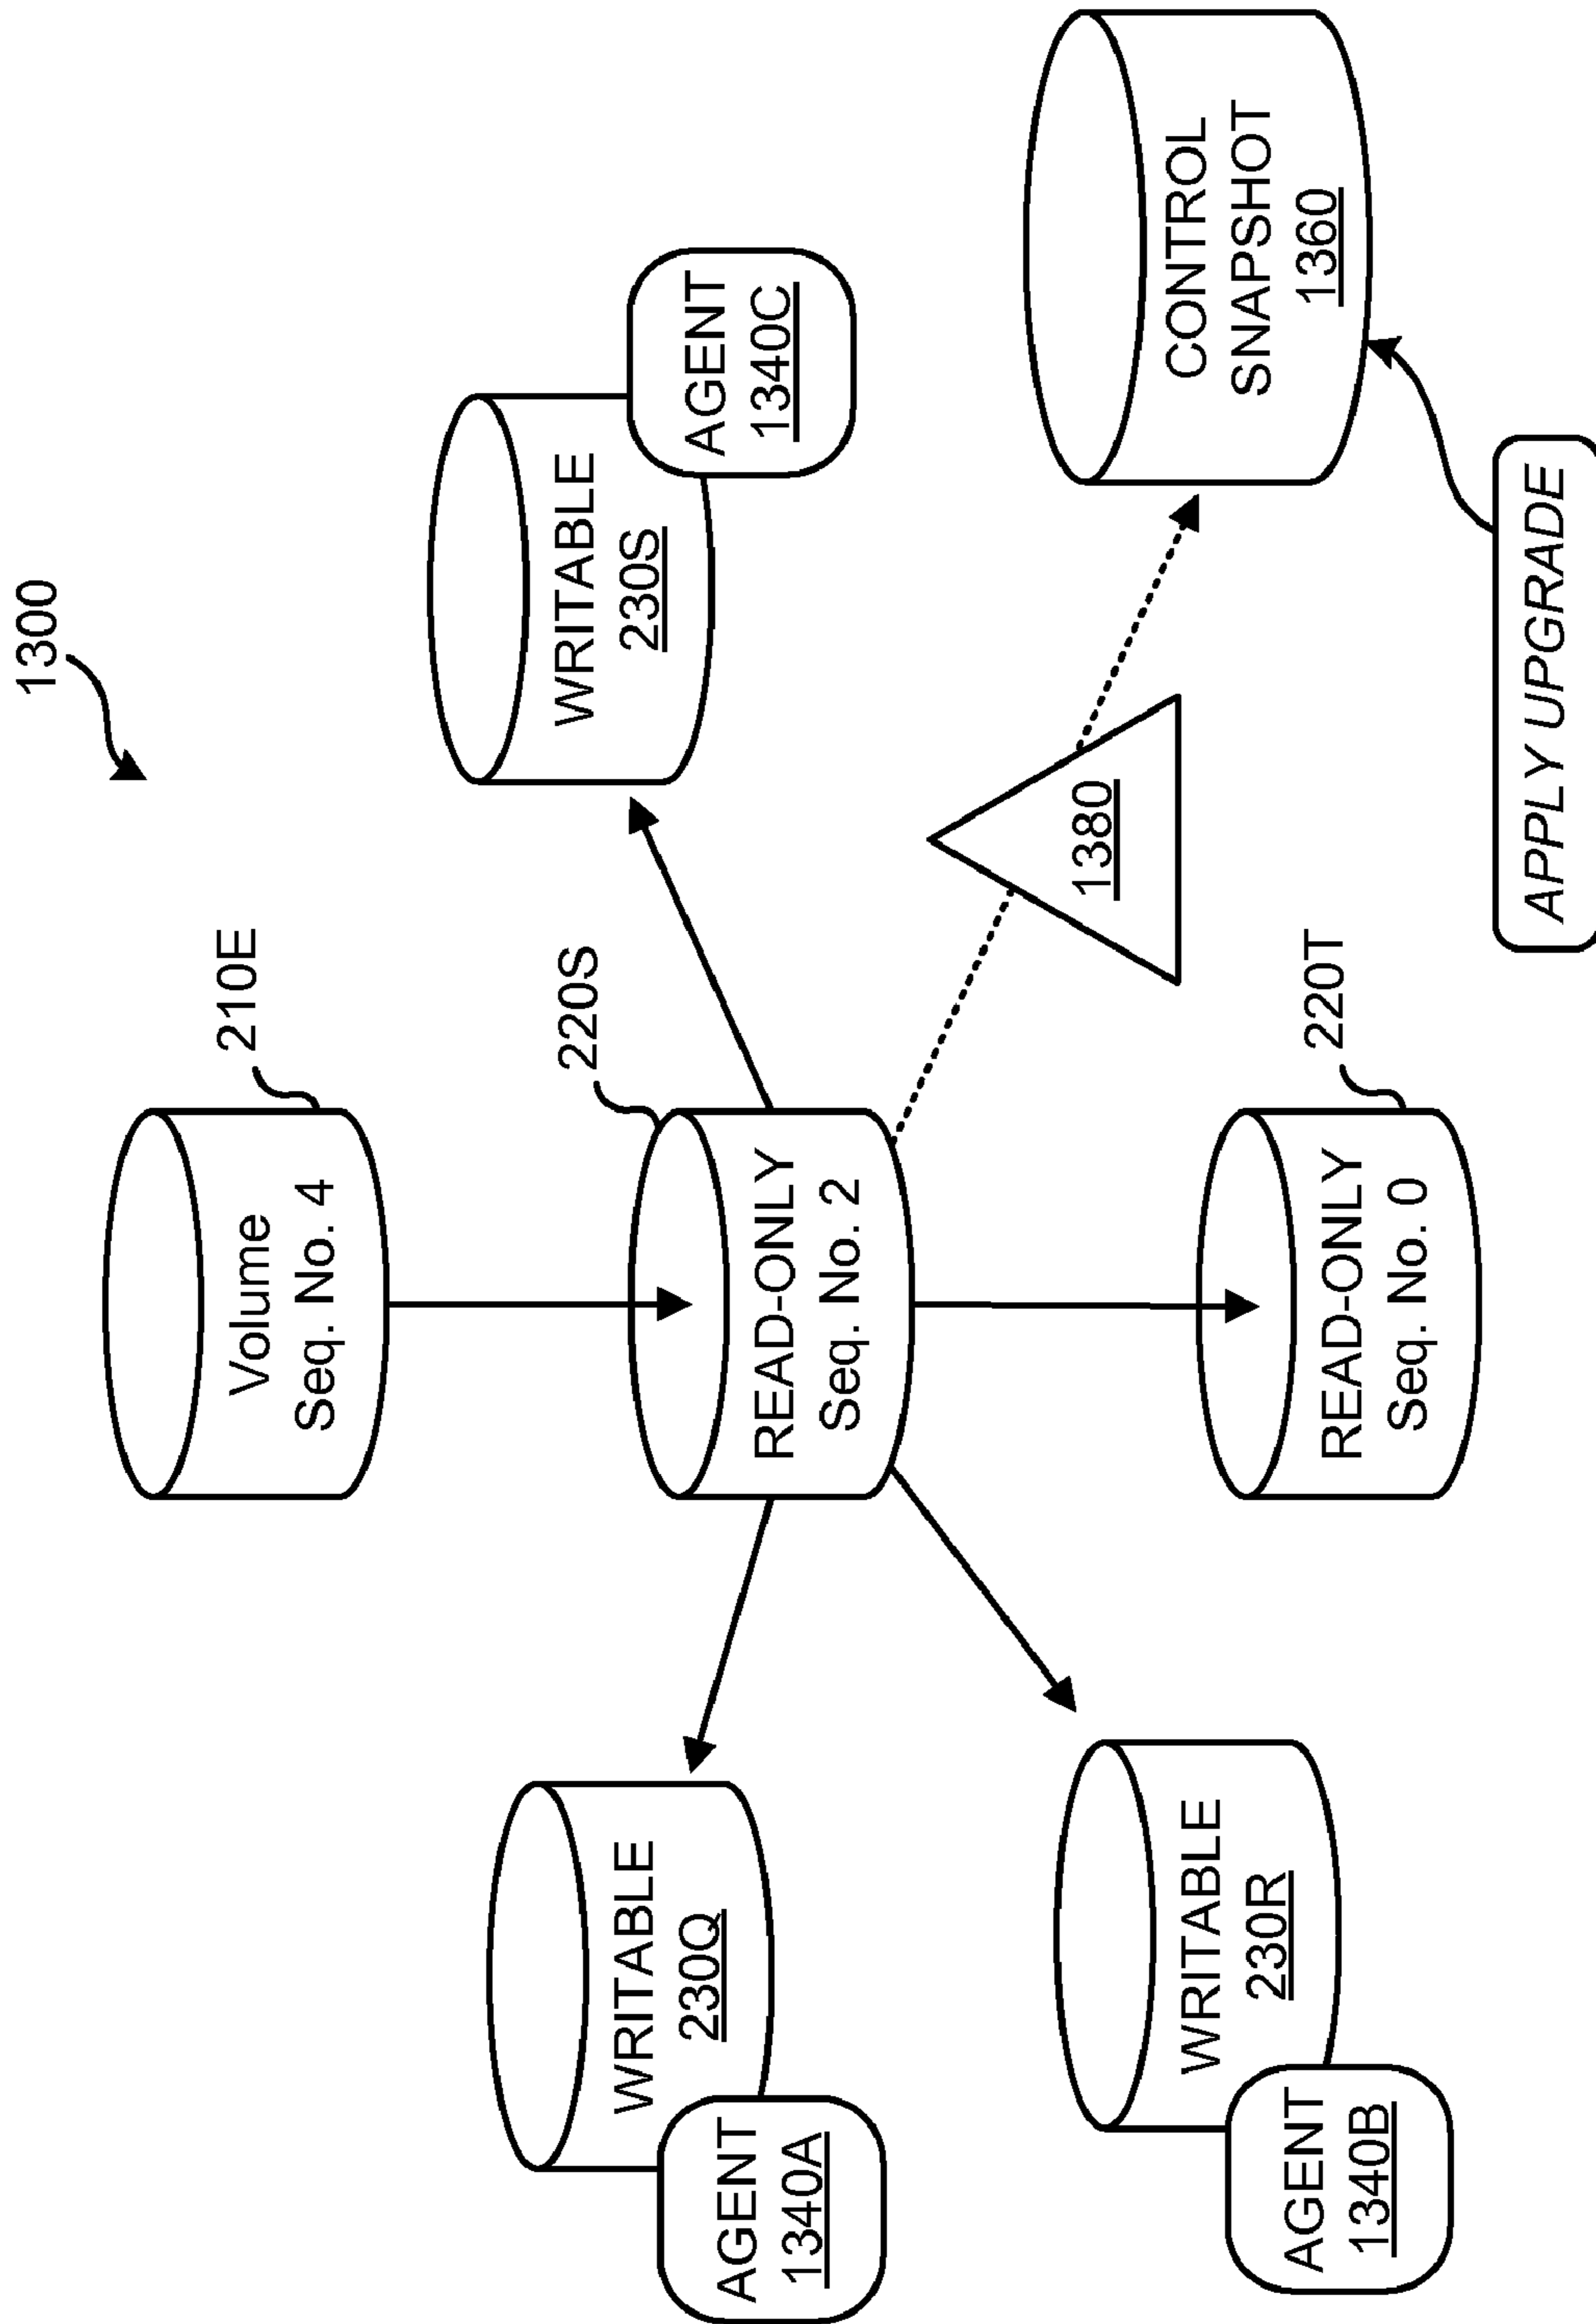 1300
Volume
Seq. No. 4
210E
WRITABLE
230S
AGENT
1340C
WRITABLE
230Q
AGENT
1340A
READ-ONLY
Seq. No. 2
220S
1380
CONTROL
SNAPSHOT
1360
WRITABLE
230R
AGENT
1340B
READ-ONLY
Seq. No. 0
220T
APPLY UPGRADE